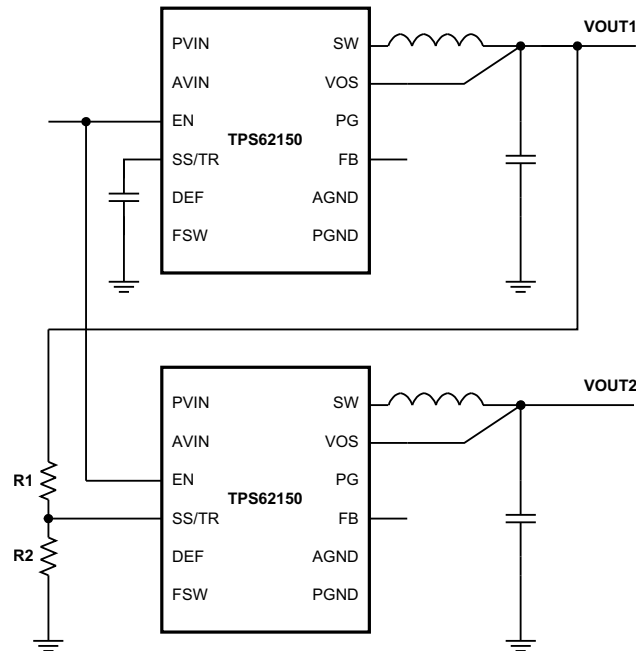 VOUT1
PVIN SW
AVIN VOS
EN PG
TPS62150
SS/TR FB
DEF AGND
FSW PGND
VOUT2
PVIN SW
AVIN VOS
R1 EN PG
TPS62150
SS/TR FB
R2 DEF AGND
FSW PGND